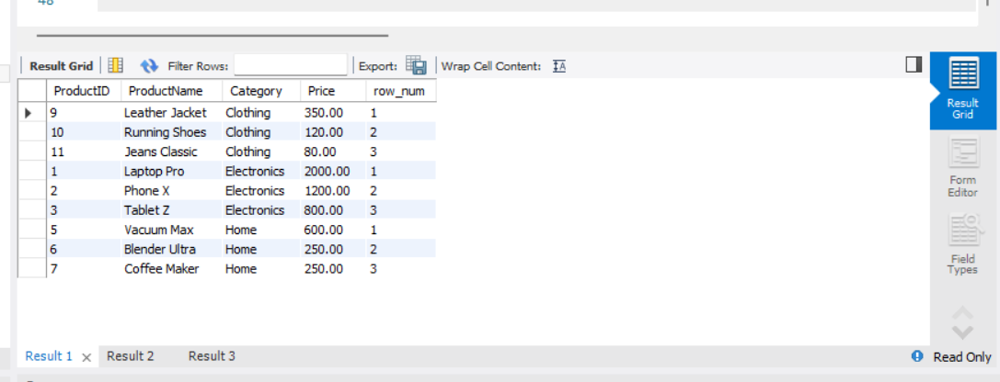 48
Result Grid Filter Rows: Export: Wrap Cell Content: IA
ProductID ProductName Category Price row_num
9 Leather Jacket Clothing 350.00 1
10 Running Shoes Clothing 120.00 2
11 Jeans Classic Clothing 80.00 3
1 Laptop Pro Electronics 2000.00 1
2 Phone X Electronics 1200.00 2
3 Tablet Z Electronics 800.00 3
5 Vacuum Max Home 600.00 1
6 Blender Ultra Home 250.00 2
7 Coffee Maker Home 250.00 3
Result
Grid
Form
Editor
Field
Types
Result 1 Result 2 Result 3 Read Only